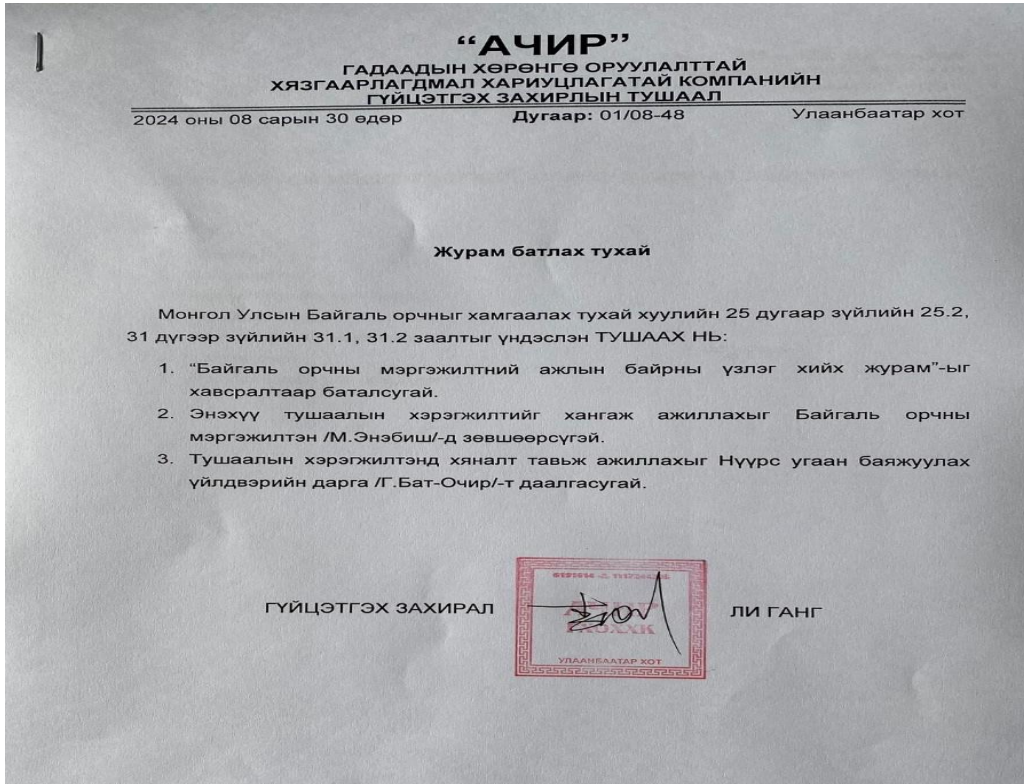 “АЧИР”
ГАДААДЫН ХӨРӨНГӨ ОРУУЛАЛТТАЙ
ХЯЗГААРЛАГДМАЛ ХАРИУЦЛАГАТАЙ КОМПАНИЙН
ГҮЙЦЭТГЭХ ЗАХИРЛЫН ТУШААЛ
2024 оны 08 сарын 30 өдөр Дугаар: 01/08-48 Улаанбаатар хот
Журам батлах тухай
Монгол Улсын Байгаль орчныг хамгаалах тухай хуулийн 25 дугаар зүйлийн 25.2,
31 дүгээр зүйлийн 31.1, 31.2 заалтыг үндэслэн ТУШААХ НЬ:
1. “Байгаль орчны мэргэжилтний ажлын байрны үзлэг хийх журам”-ыг
хавсралтаар баталсугай.
2. Энэхүү тушаалын хэрэгжилтийг хангаж ажиллахыг Байгаль орчны
мэргэжилтэн /М.Энэбиш/-д зөвшөөрсүгэй.
3. Тушаалын хэрэгжилтэнд хяналт тавьж ажиллахыг Нүүрс угаан баяжуулах
үйлдвэрийн дарга /Г.Бат-Очир/-т даалгасугай.
ГҮЙЦЭТГЭХ ЗАХИРАЛ ЛИ ГАНГ
АЧИР
ГХОХХК
УЛААНБААТАР ХОТ